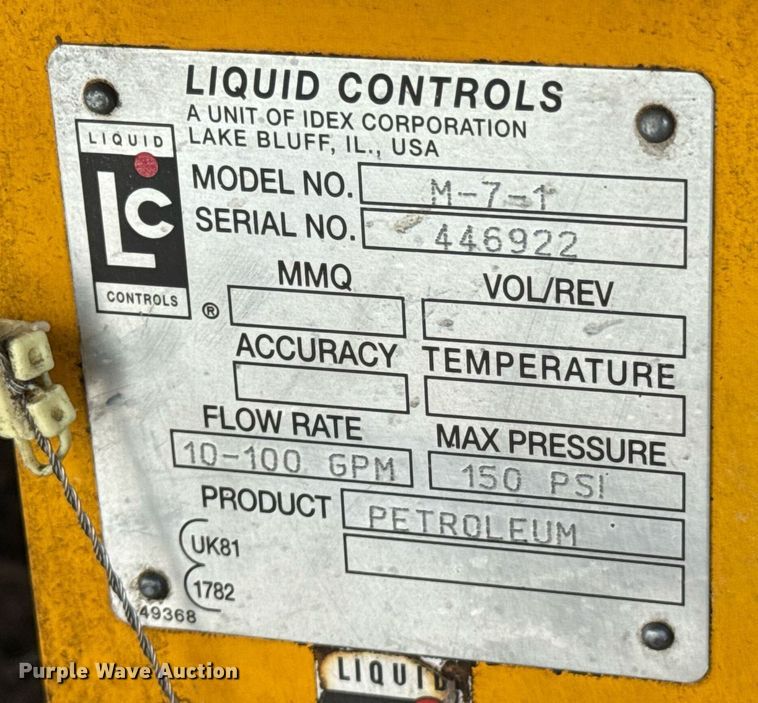 LIQUID CONTROLS
A UNIT OF IDEX CORPORATION
LAKE BLUFF, IL., USA
LIQUID
LC
CONTROLS
®
MODEL NO. M-7-1
SERIAL NO. 446922
MMQ VOL/REV
ACCURACY TEMPERATURE
FLOW RATE MAX PRESSURE
10-100 GPM 150 PSI
PRODUCT PETROLEUM
UK81
1782
49368
LIQUID
Purple Wave Auction